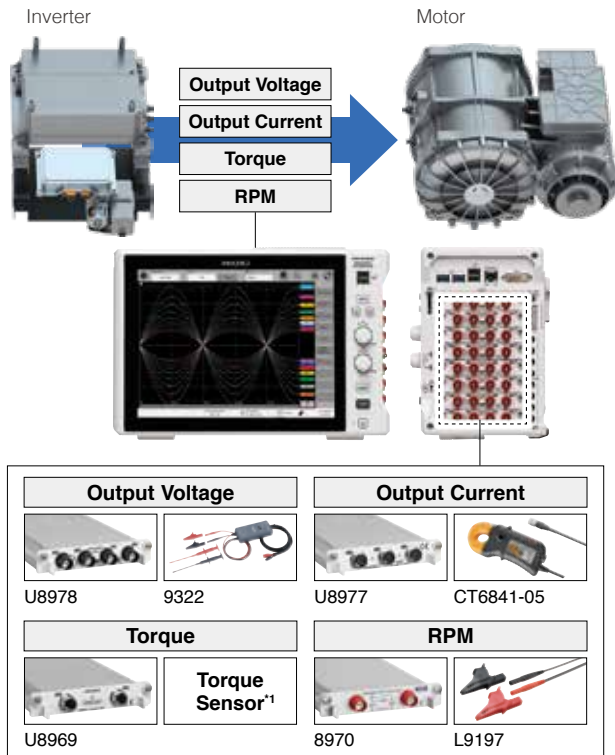 Inverter
Motor
Output Voltage
Output Current
Torque
RPM
HIOKI
Output Voltage
Output Current
U8978
9322
U8977
CT6841-05
Torque
RPM
Torque
Sensor*1
U8969
8970
L9197